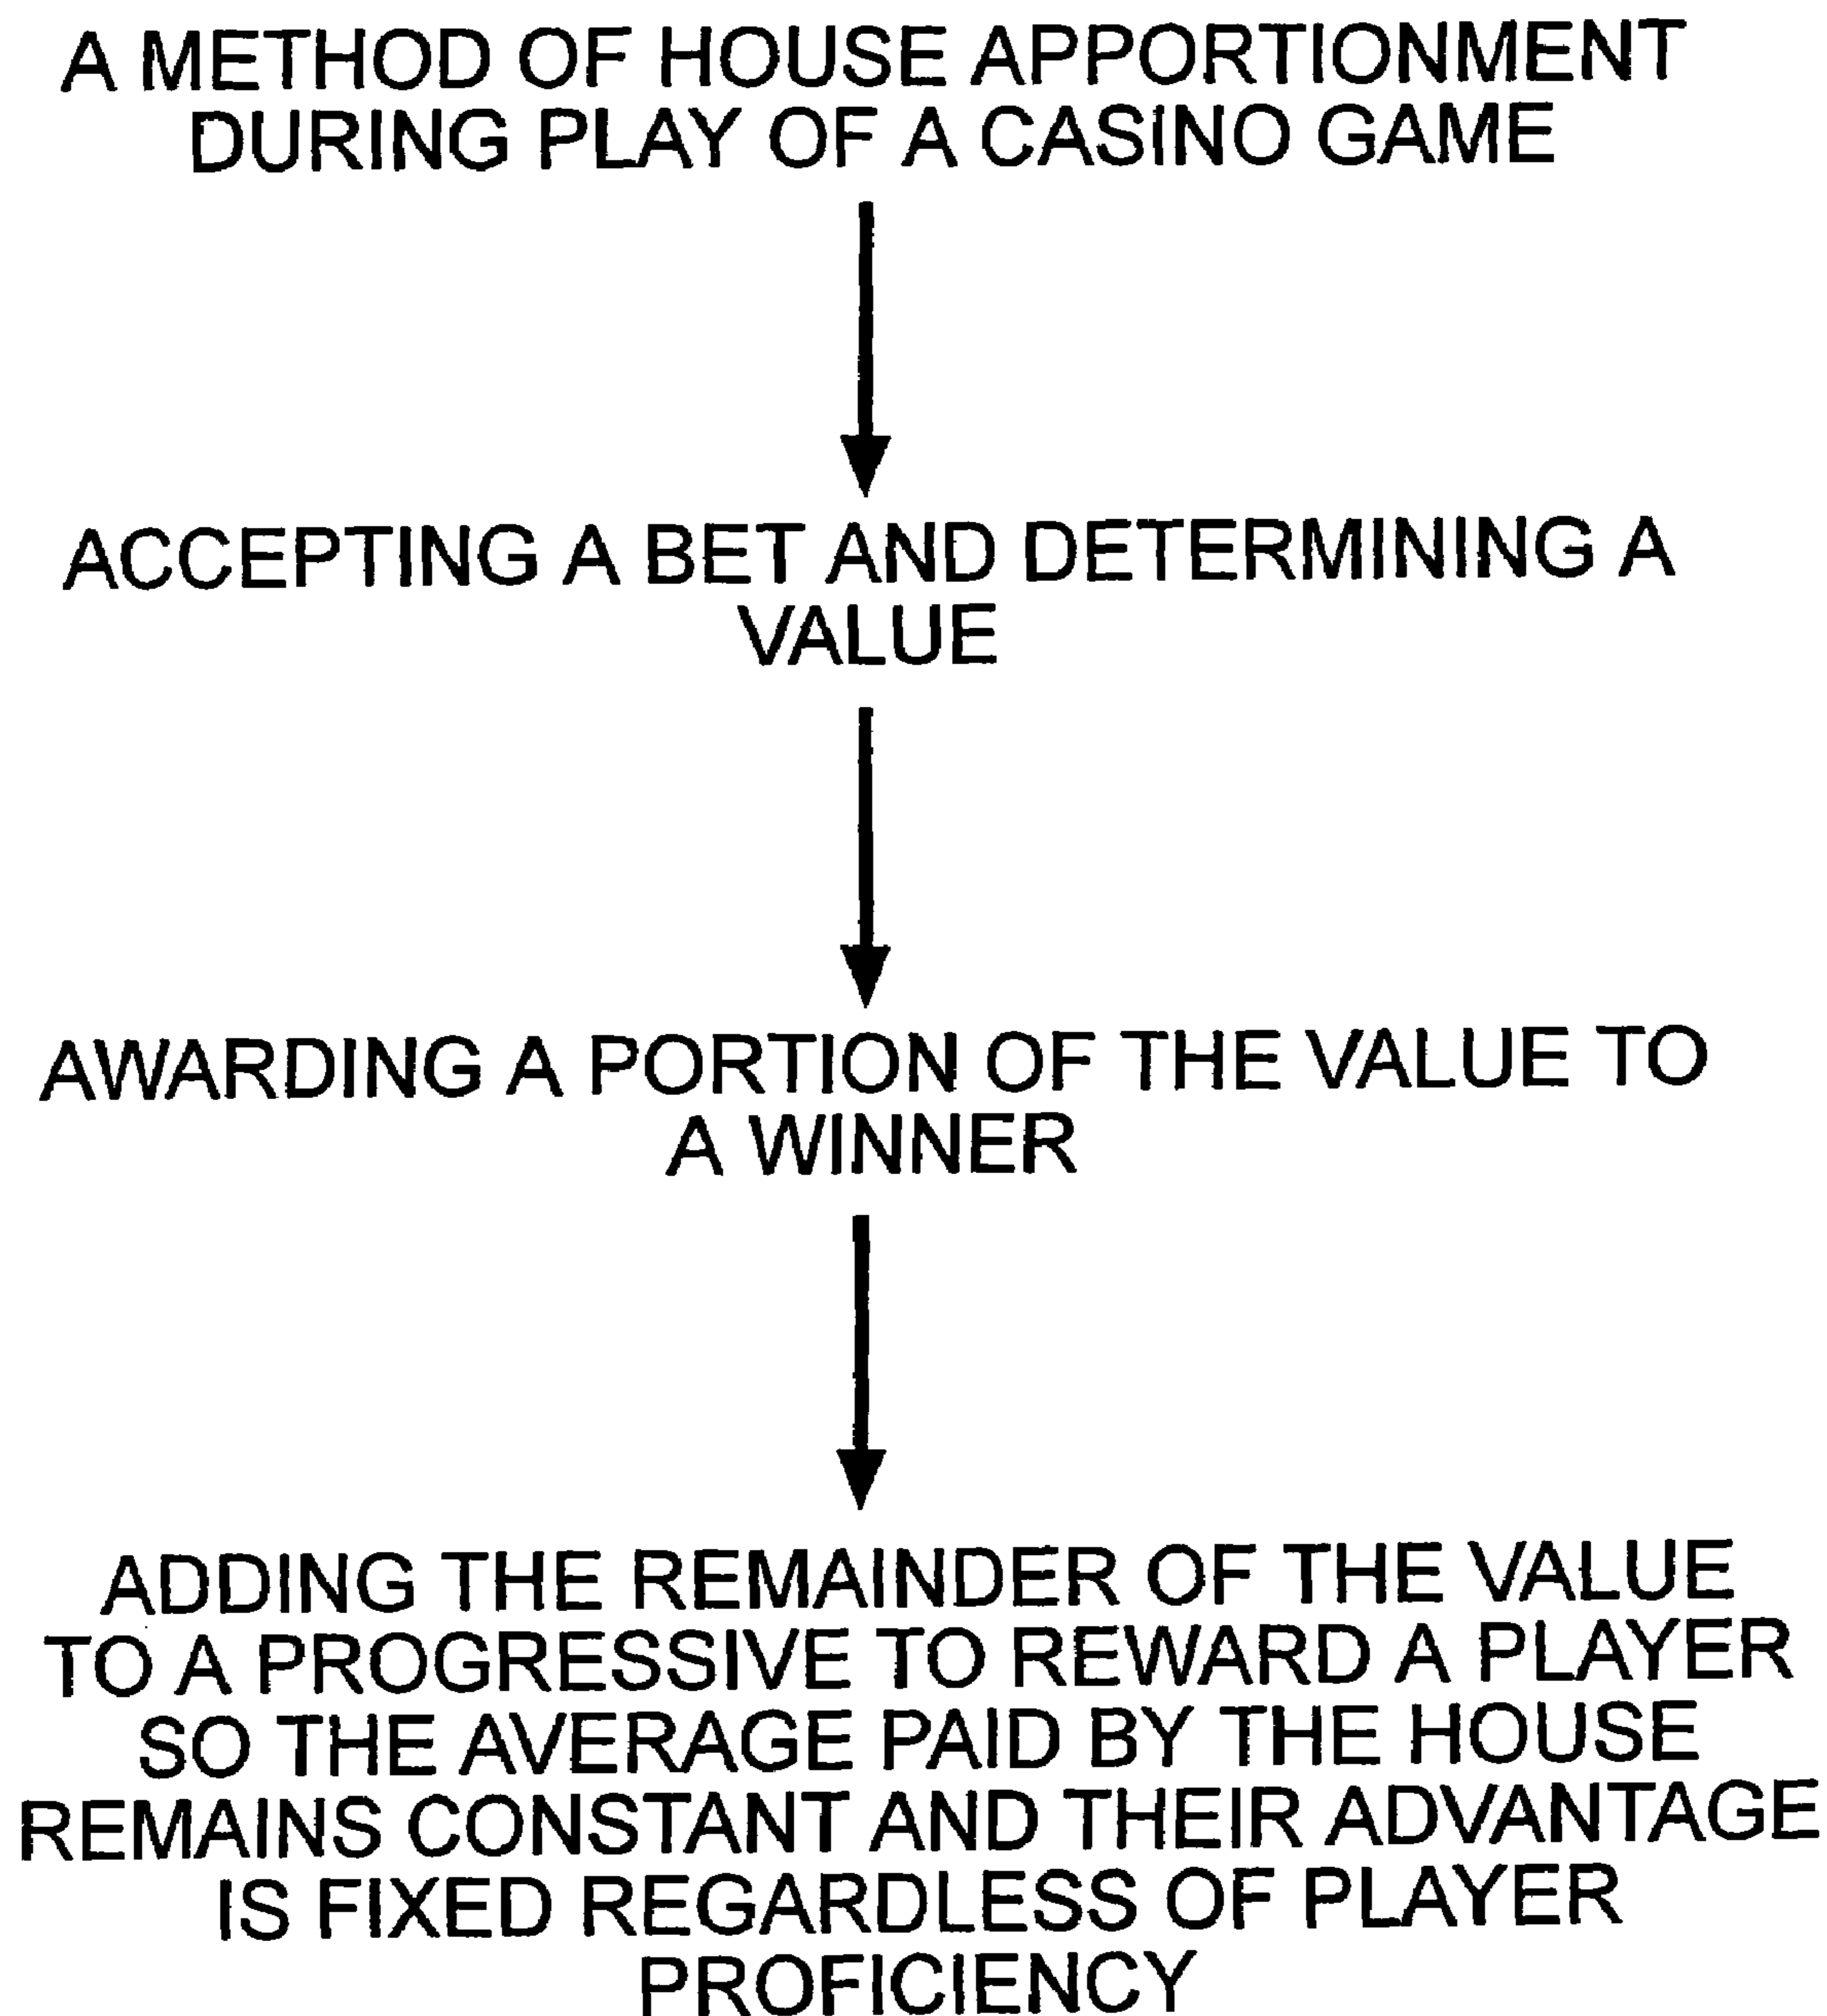 A METHOD OF HOUSE APPORTIONMENT
DURING PLAY OF A CASINO GAME
ACCEPTING A BET AND DETERMINING A
VALUE
AWARDING A PORTION OF THE VALUE TO
A WINNER
ADDING THE REMAINDER OF THE VALUE
TO A PROGRESSIVE TO REWARD A PLAYER
SO THE AVERAGE PAID BY THE HOUSE
REMAINS CONSTANT AND THEIR ADVANTAGE
IS FIXED REGARDLESS OF PLAYER
PROFICIENCY